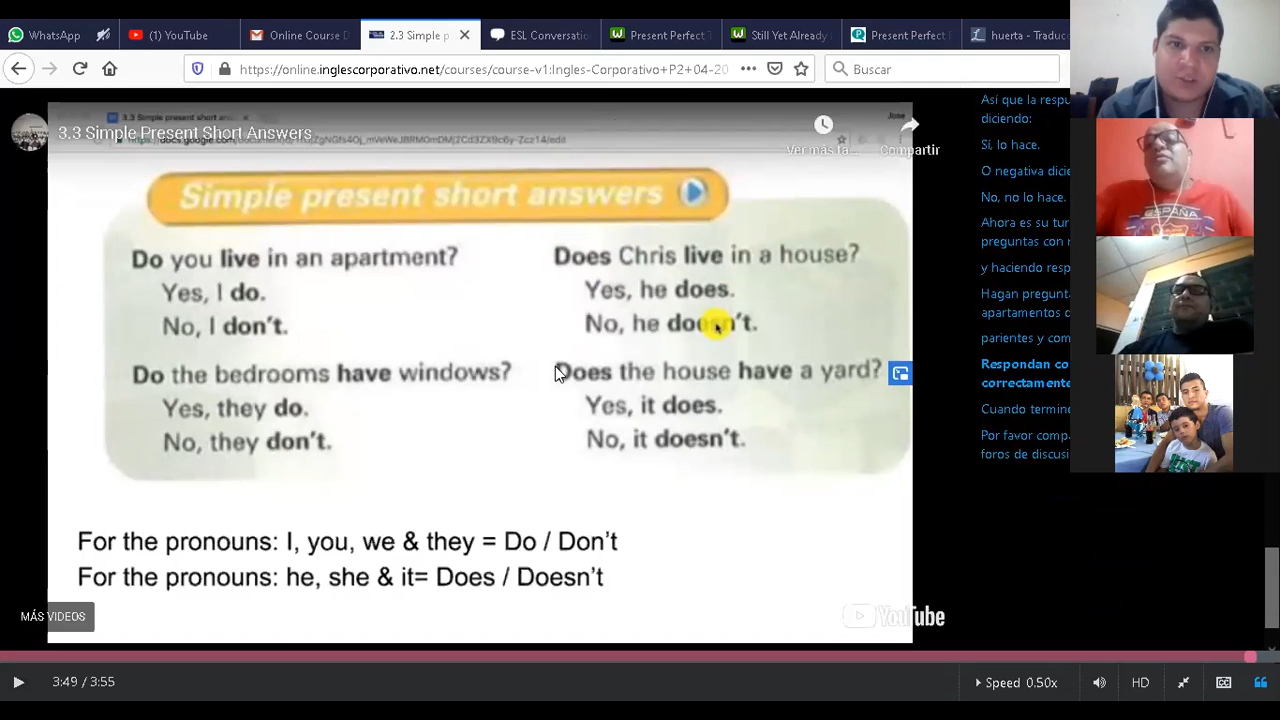 WhatsApp
(1) YouTube
Online Course D
2.3 Simple p
ESL Conversatio
Present Perfect T
Still Yet Already
Present Perfect E
huerta - Traduc
https://online.inglescorporativo.net/courses/course-v1:Ingles-Corporativo+P2+04-20
Buscar
3.3 Simple Present Short Answers
Ver más ta...
Compartir
Simple present short answers
Do you live in an apartment?
Yes, I do.
No, I don't.
Does Chris live in a house?
Yes, he does.
No, he doesn't.
Do the bedrooms have windows?
Yes, they do.
No, they don't.
Does the house have a yard?
Yes, it does.
No, it doesn't.
For the pronouns: I, you, we & they = Do / Don't
For the pronouns: he, she & it= Does / Doesn't
MÁS VIDEOS
YouTube
3:49 / 3:55
Speed 0.50x
HD
Así que la respu
diciendo:
Sí, lo hace.
O negativa dicie
No, no lo hace.
Ahora es su tur
preguntas con r
y haciendo resp
Hagan pregunta
apartamentos d
parientes y com
Respondan co
correctamente
Cuando termine
Por favor compa
foros de discusi
ESPAÑA